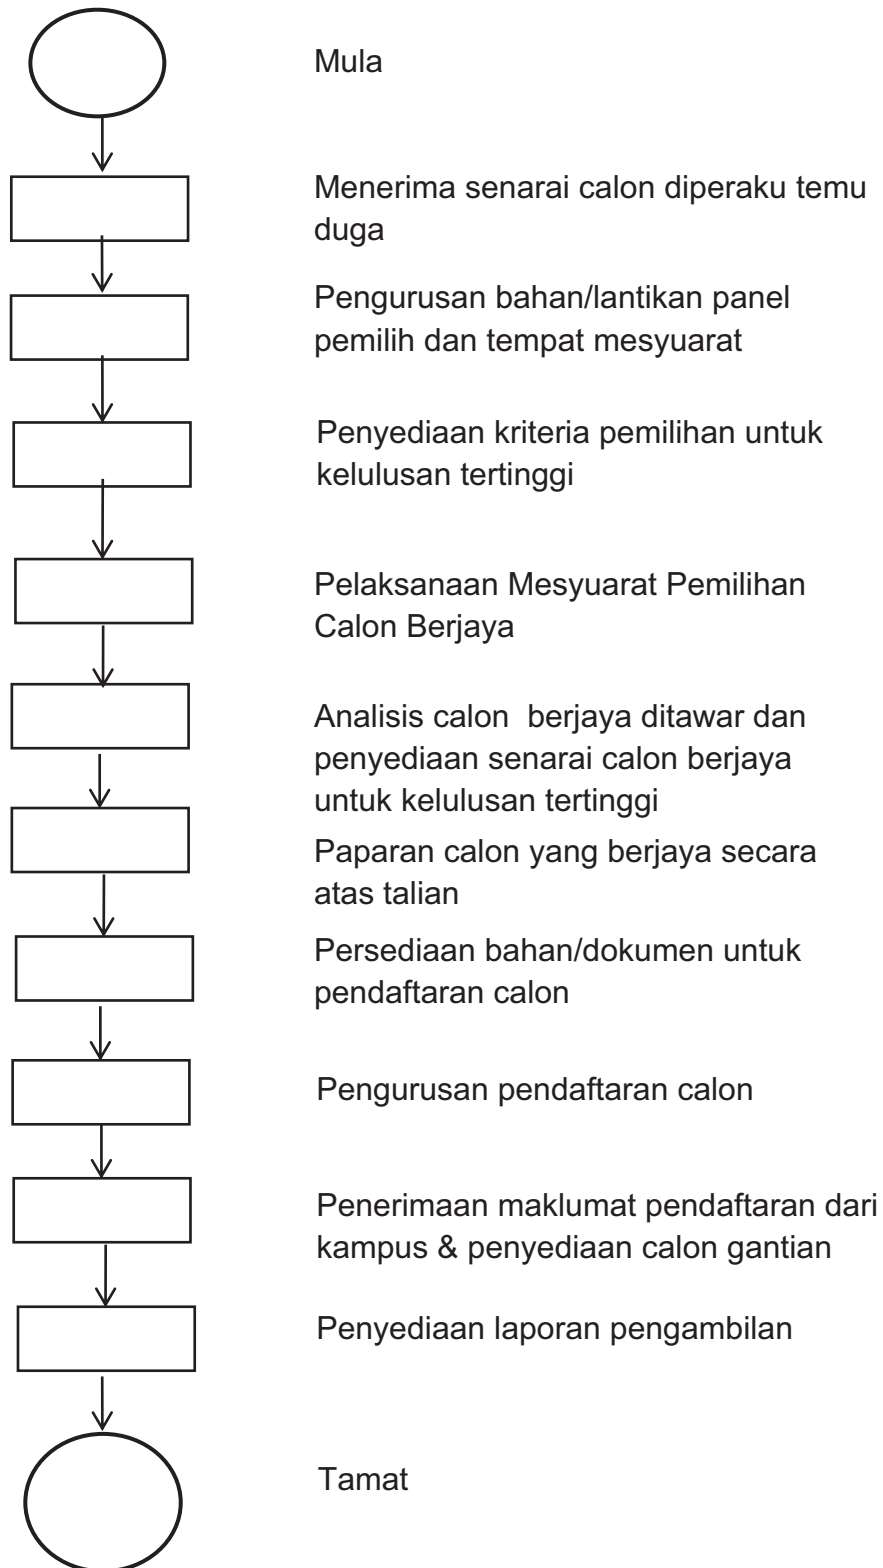 Mula
Menerima senarai calon diperaku temu
duga
Pengurusan bahan/lantikan panel
pemilih dan tempat mesyuarat
Penyediaan kriteria pemilihan untuk
kelulusan tertinggi
Pelaksanaan Mesyuarat Pemilihan
Calon Berjaya
Analisis calon  berjaya ditawar dan
penyediaan senarai calon berjaya
untuk kelulusan tertinggi
Paparan calon yang berjaya secara
atas talian
Persediaan bahan/dokumen untuk
pendaftaran calon
Pengurusan pendaftaran calon
Penerimaan maklumat pendaftaran dari
kampus & penyediaan calon gantian
Penyediaan laporan pengambilan
Tamat